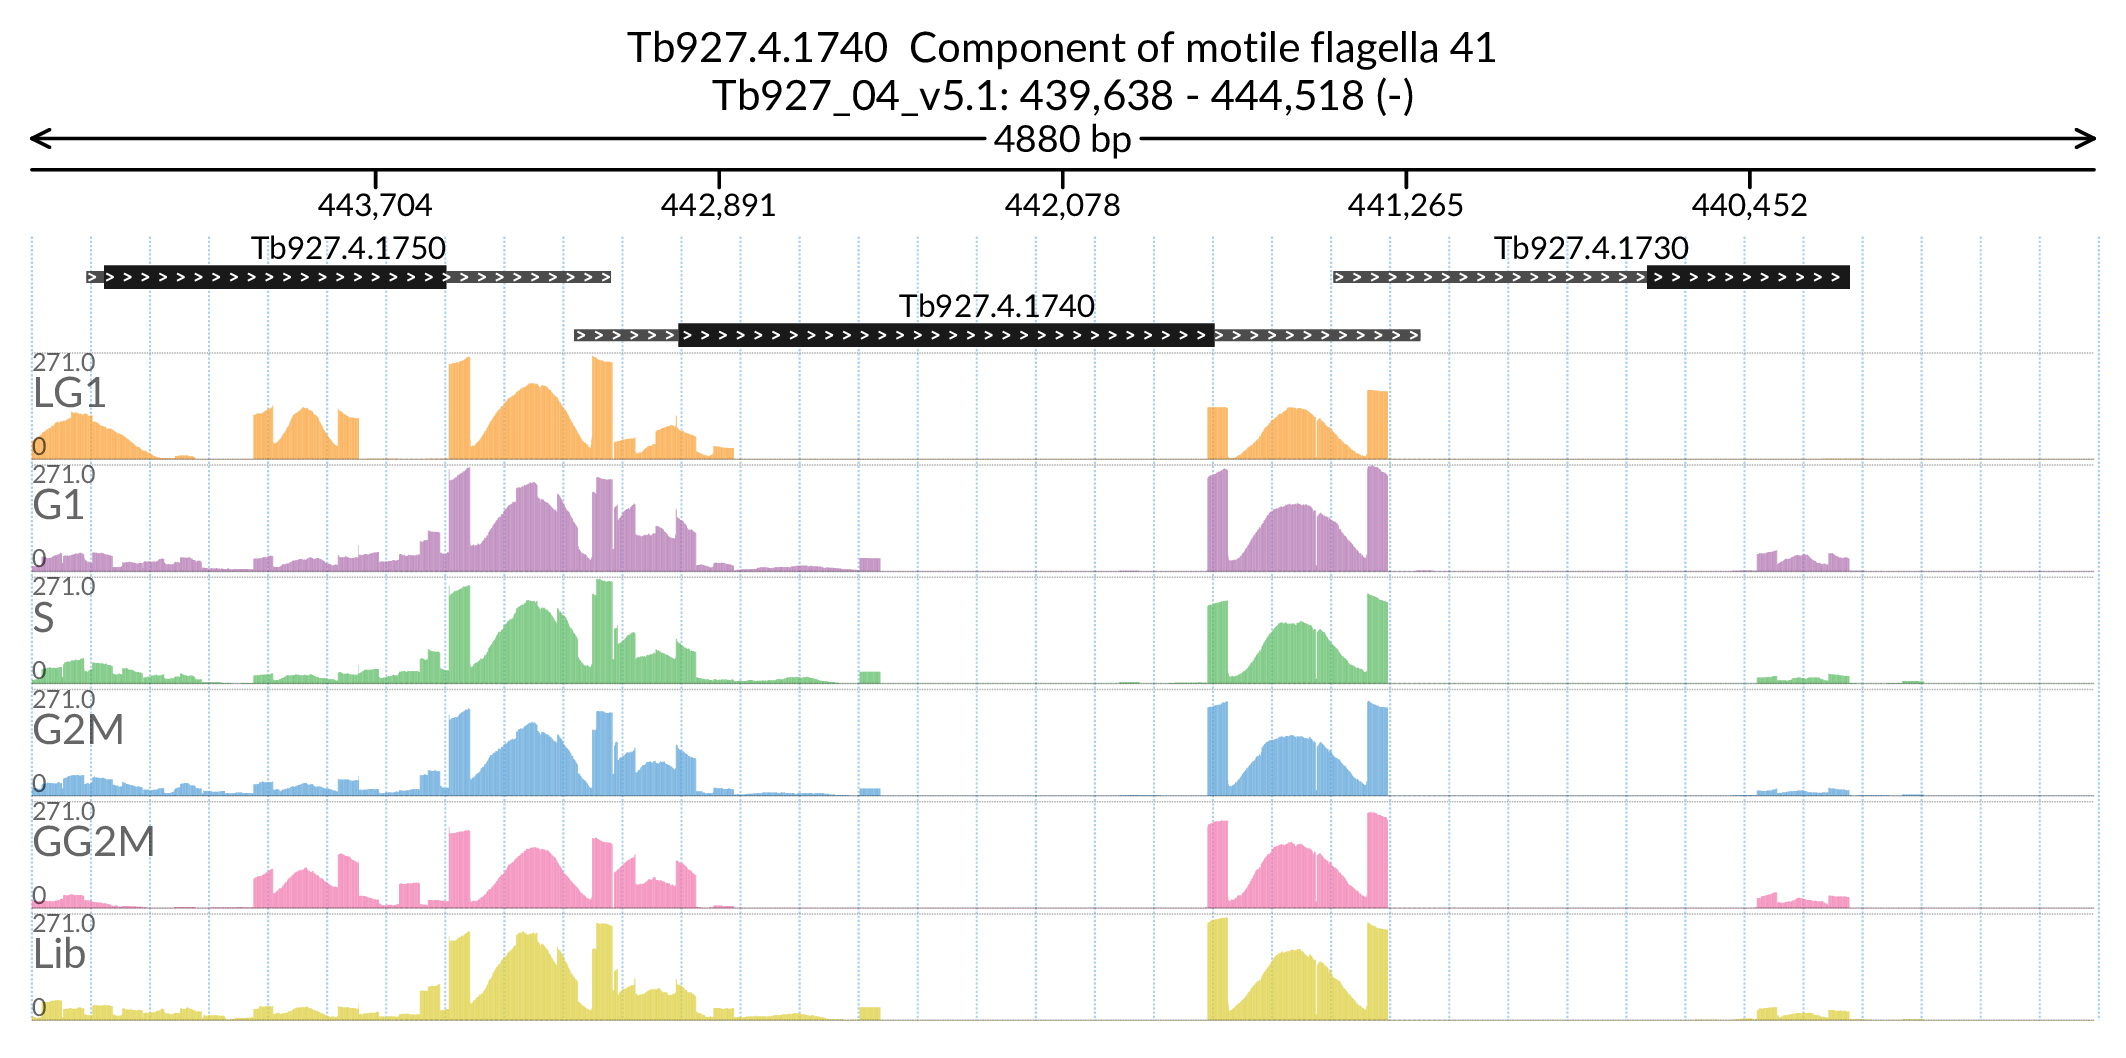 Tb927.4.1740 Component of motile flagella 41
Tb927_04_v5.1: 439,638 - 444,518 (-)
4880 bp
443,704 442,891 442,078 441,265 440,452
Tb927.4.1750 Tb927.4.1730
Tb927.4.1740
271.0
LG1
0
271.0
G1
0
271.0
S
0
271.0
G2M
0
271.0
GG2M
0
271.0
Lib
0